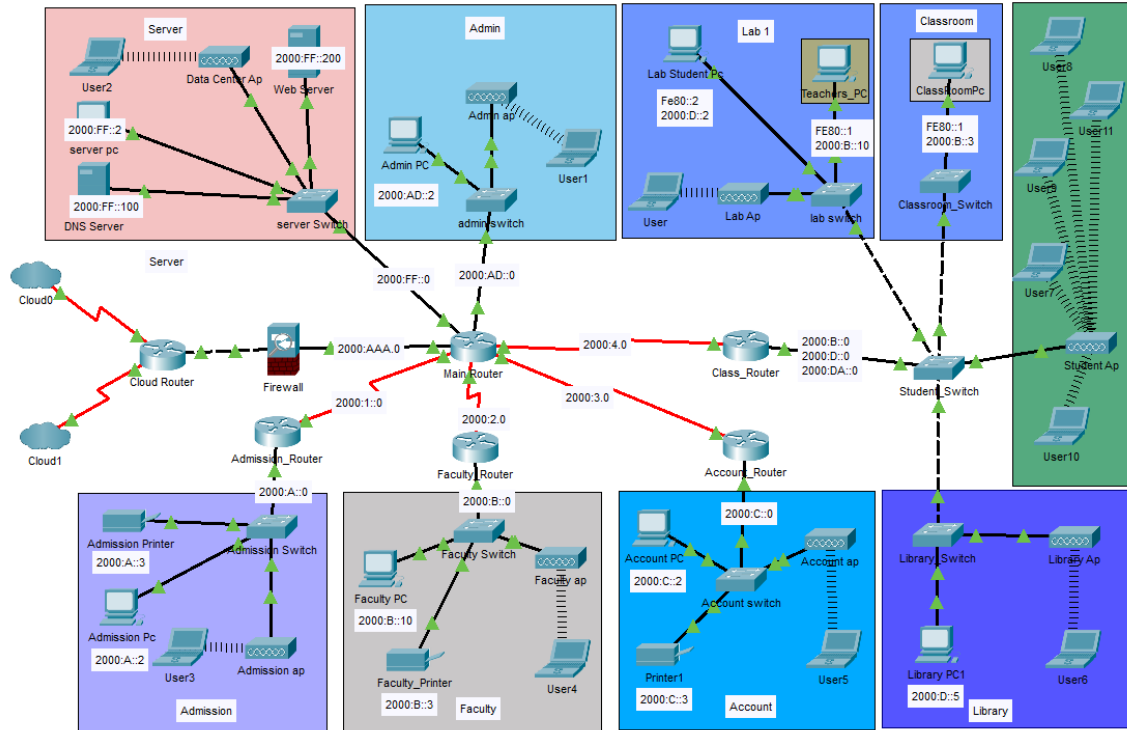 Server
User2
Data Center Ap
2000:FF::200
Web Server
2000:FF::2
server pc
2000:FF::100
DNS Server
server Switch
Admin
Admin ap
Admin PC
2000:AD::2
User1
admin switch
Lab 1
Lab Student Pc
Fe80::2
2000:D::2
Teachers_PC
FE80::1
2000:B::10
User
Lab Ap
lab switch
Classroom
ClassRoomPc
FE80::1
2000:B::3
Classroom_Switch
User8
User11
User9
User7
Student Ap
User10
Server
2000:FF::0
2000:AD::0
Cloud0
Cloud Router
Firewall
2000:AAA.0
Main Router
2000:4.0
Class_Router
2000:B::0
2000:D::0
2000:DA::0
Student_Switch
Cloud1
2000:1::0
Admission_Router
2000:2.0
Faculty_Router
2000:3.0
Account_Router
2000:A::0
Admission Printer
2000:A::3
Admission Switch
Admission Pc
2000:A::2
User3
Admission ap
Admission
2000:B::0
Faculty Switch
Faculty PC
2000:B::10
Faculty ap
Faculty_Printer
2000:B::3
User4
Faculty
2000:C::0
Account PC
2000:C::2
Account ap
Account switch
Printer1
2000:C::3
User5
Account
Library_Switch
Library Ap
Library PC1
2000:D::5
User6
Library